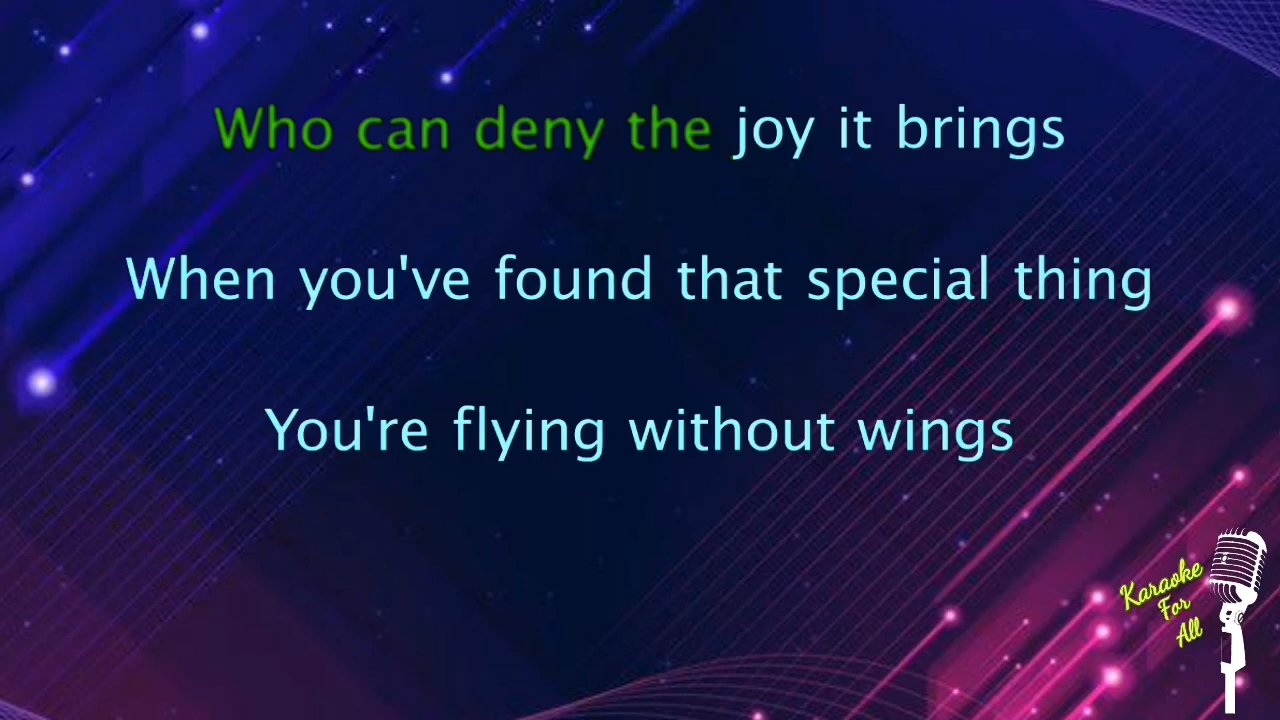 Who can deny the joy it brings
When you've found that special thing
You're flying without wings
Karaoke
For
All